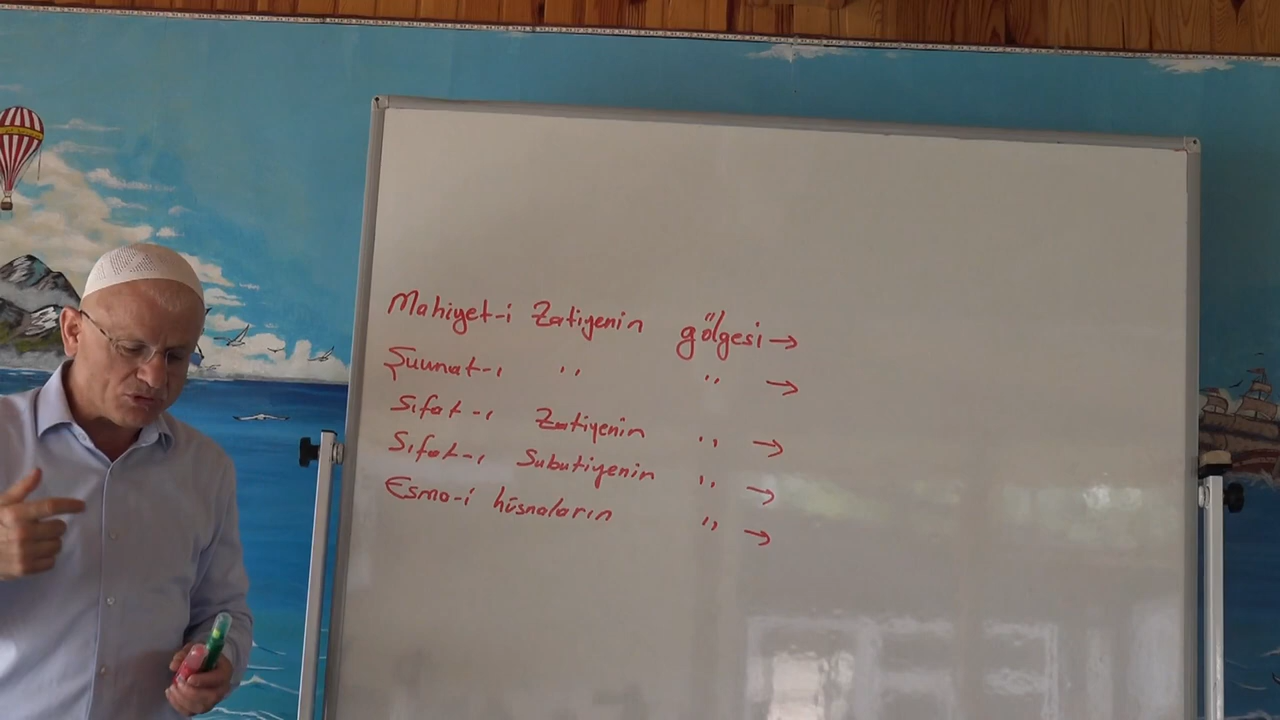 Mahiyet-i Zatiyenin gölgesi →
Şuunat-ı ,, ,, →
Sıfat-ı Zatiyenin ,, →
Sıfat-ı Subutiyenin ,, →
Esma-i hüsnaların ,, →